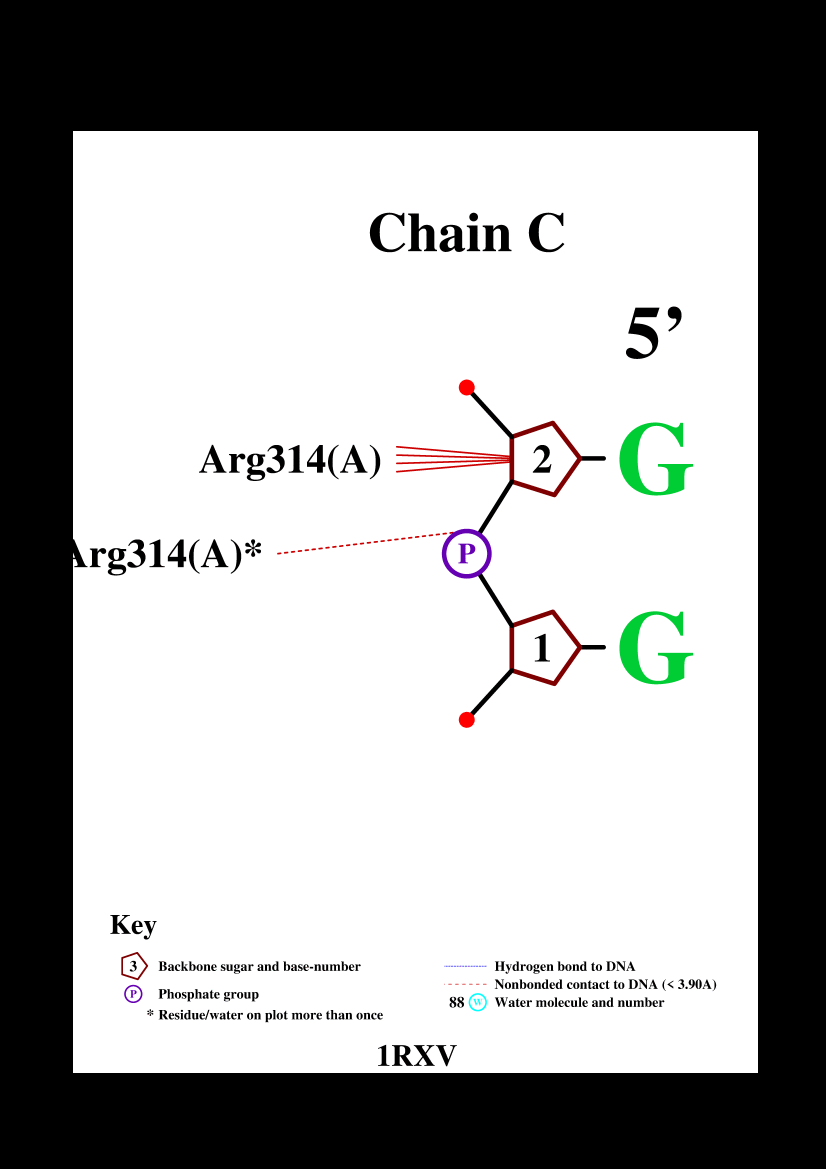 Chain C
5’
Arg314(A)
2
G
Arg314(A)*
P
1
G
Key
3 Backbone sugar and base-number
P Phosphate group
* Residue/water on plot more than once
Hydrogen bond to DNA
Nonbonded contact to DNA (< 3.90A)
88 W Water molecule and number
1RXV